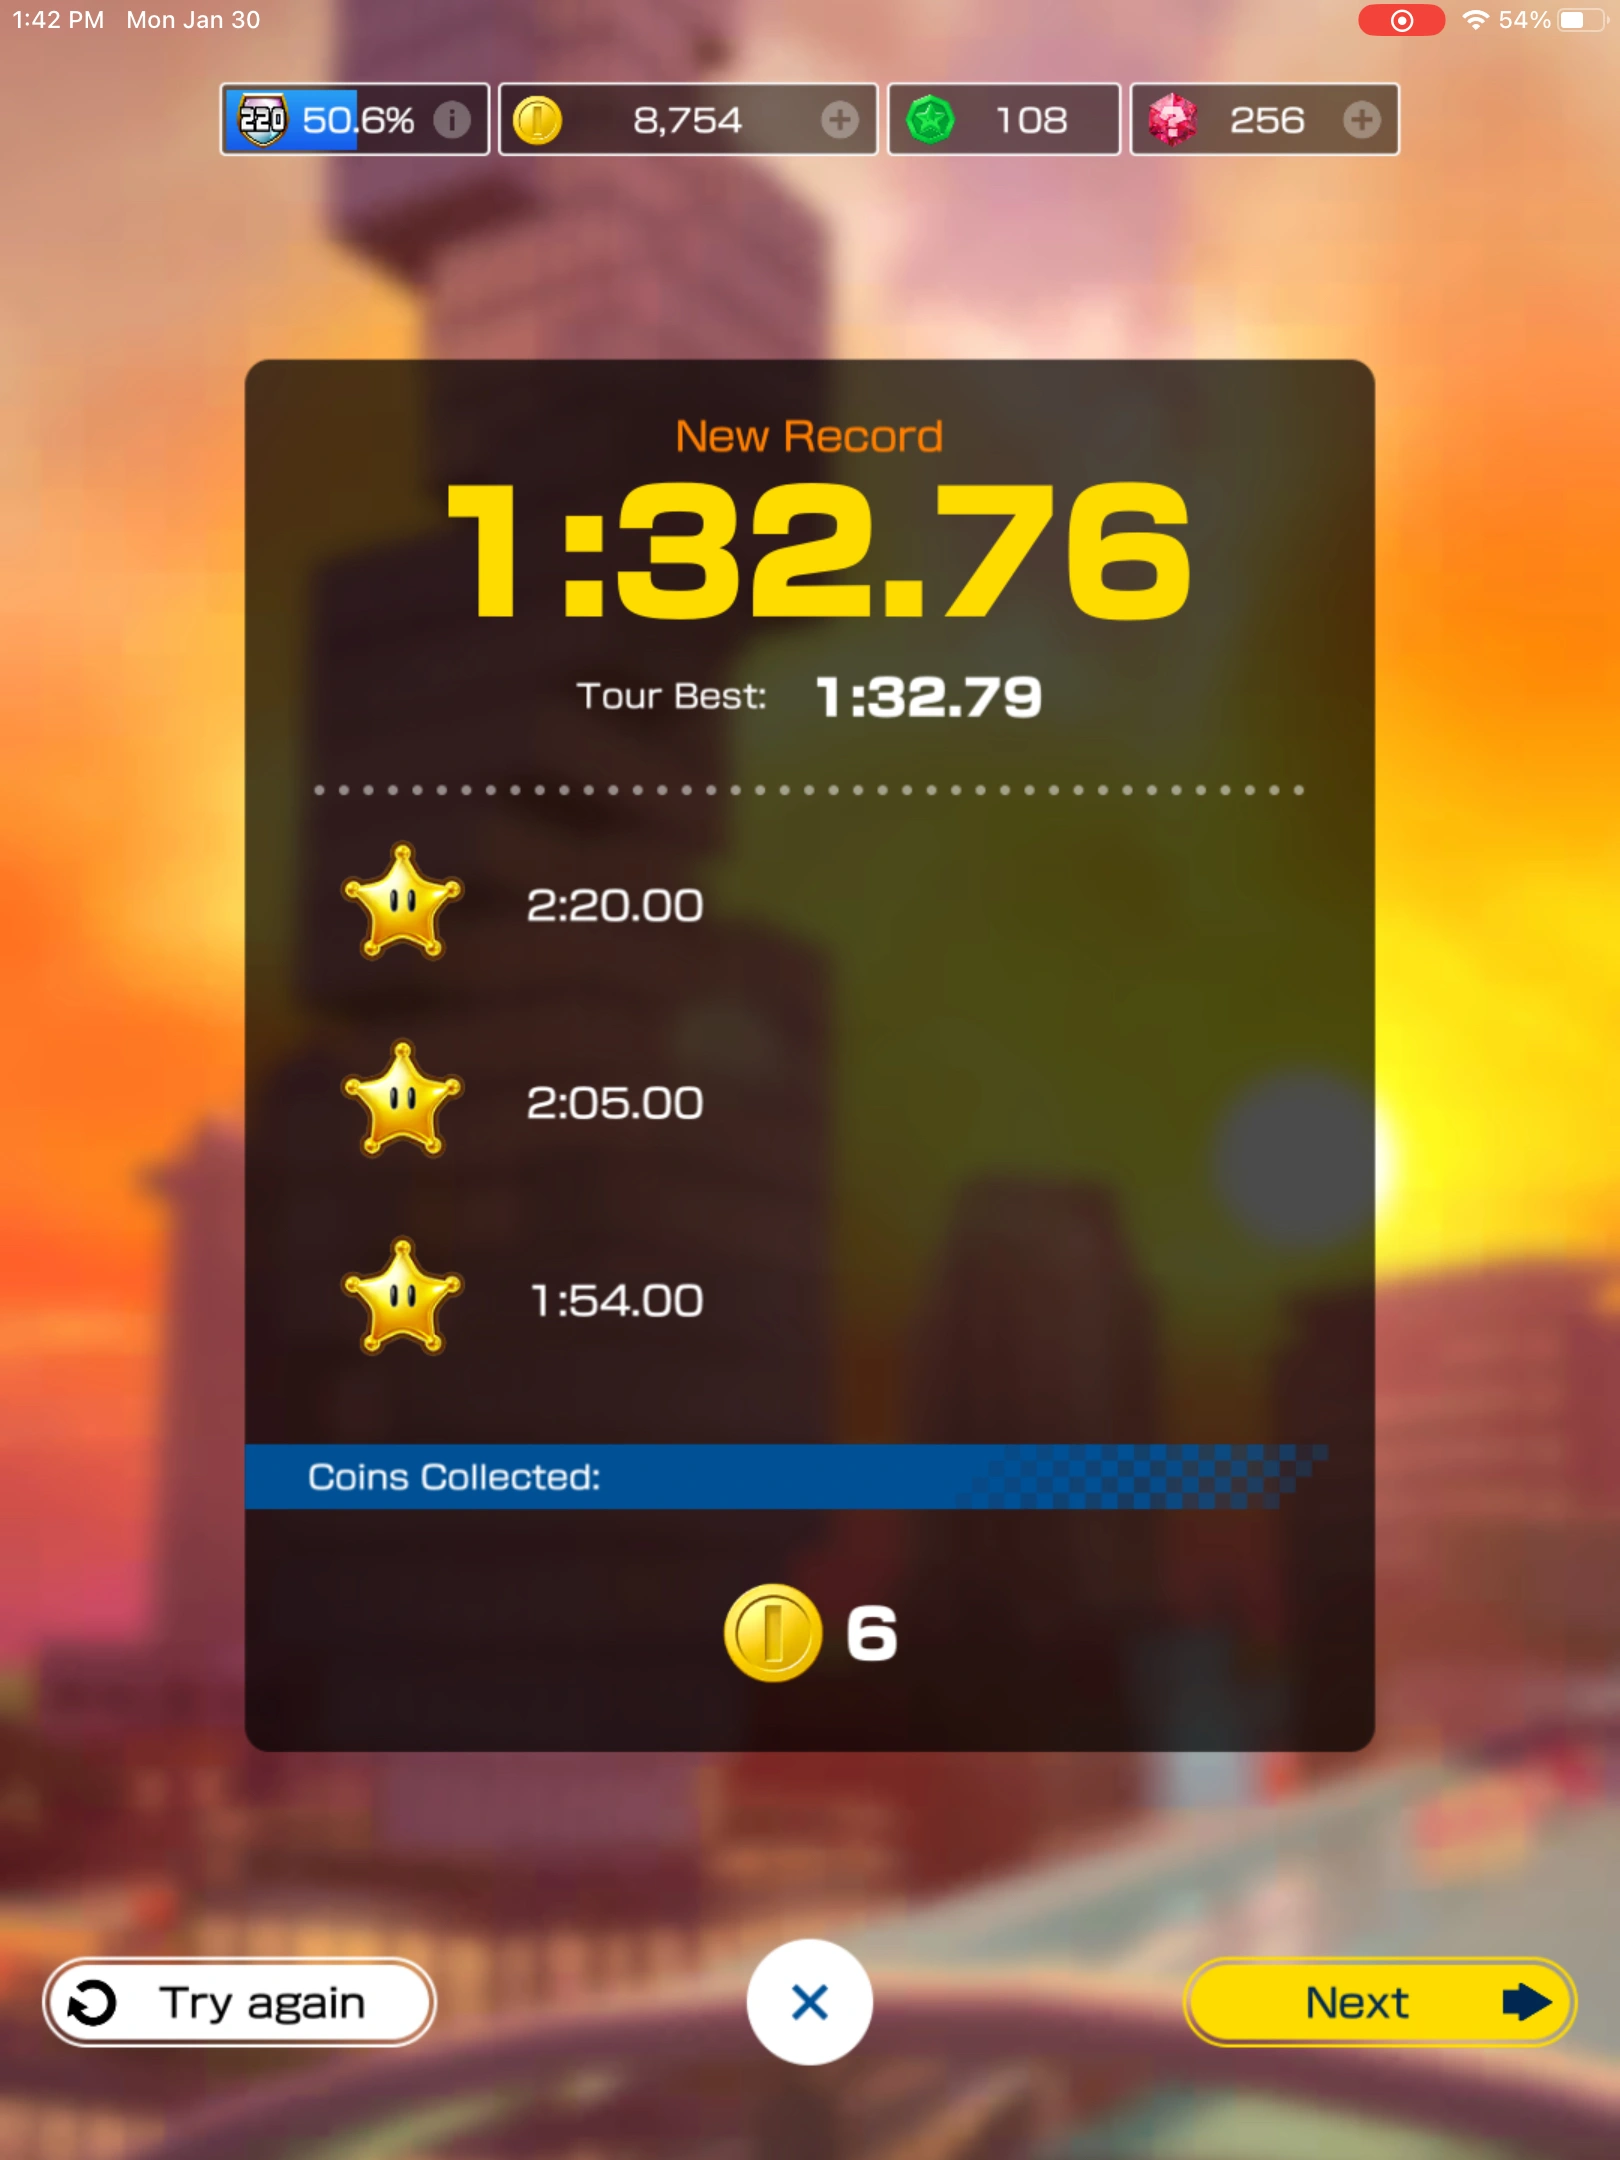 1:42 PM Mon Jan 30
54%
220 50.6% i 8,754 + 108 ? 256 +
New Record
1:32.76
Tour Best: 1:32.79
2:20.00
2:05.00
1:54.00
Coins Collected:
6
Try again
Next